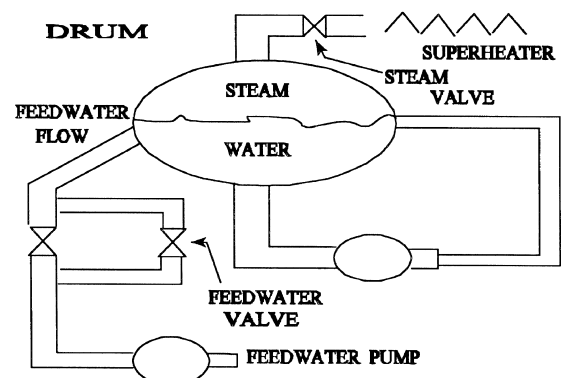 DRUM
SUPERHEATER
STEAM
VALVE
STEAM
FEEDWATER
FLOW
WATER
FEEDWATER
VALVE
FEEDWATER PUMP